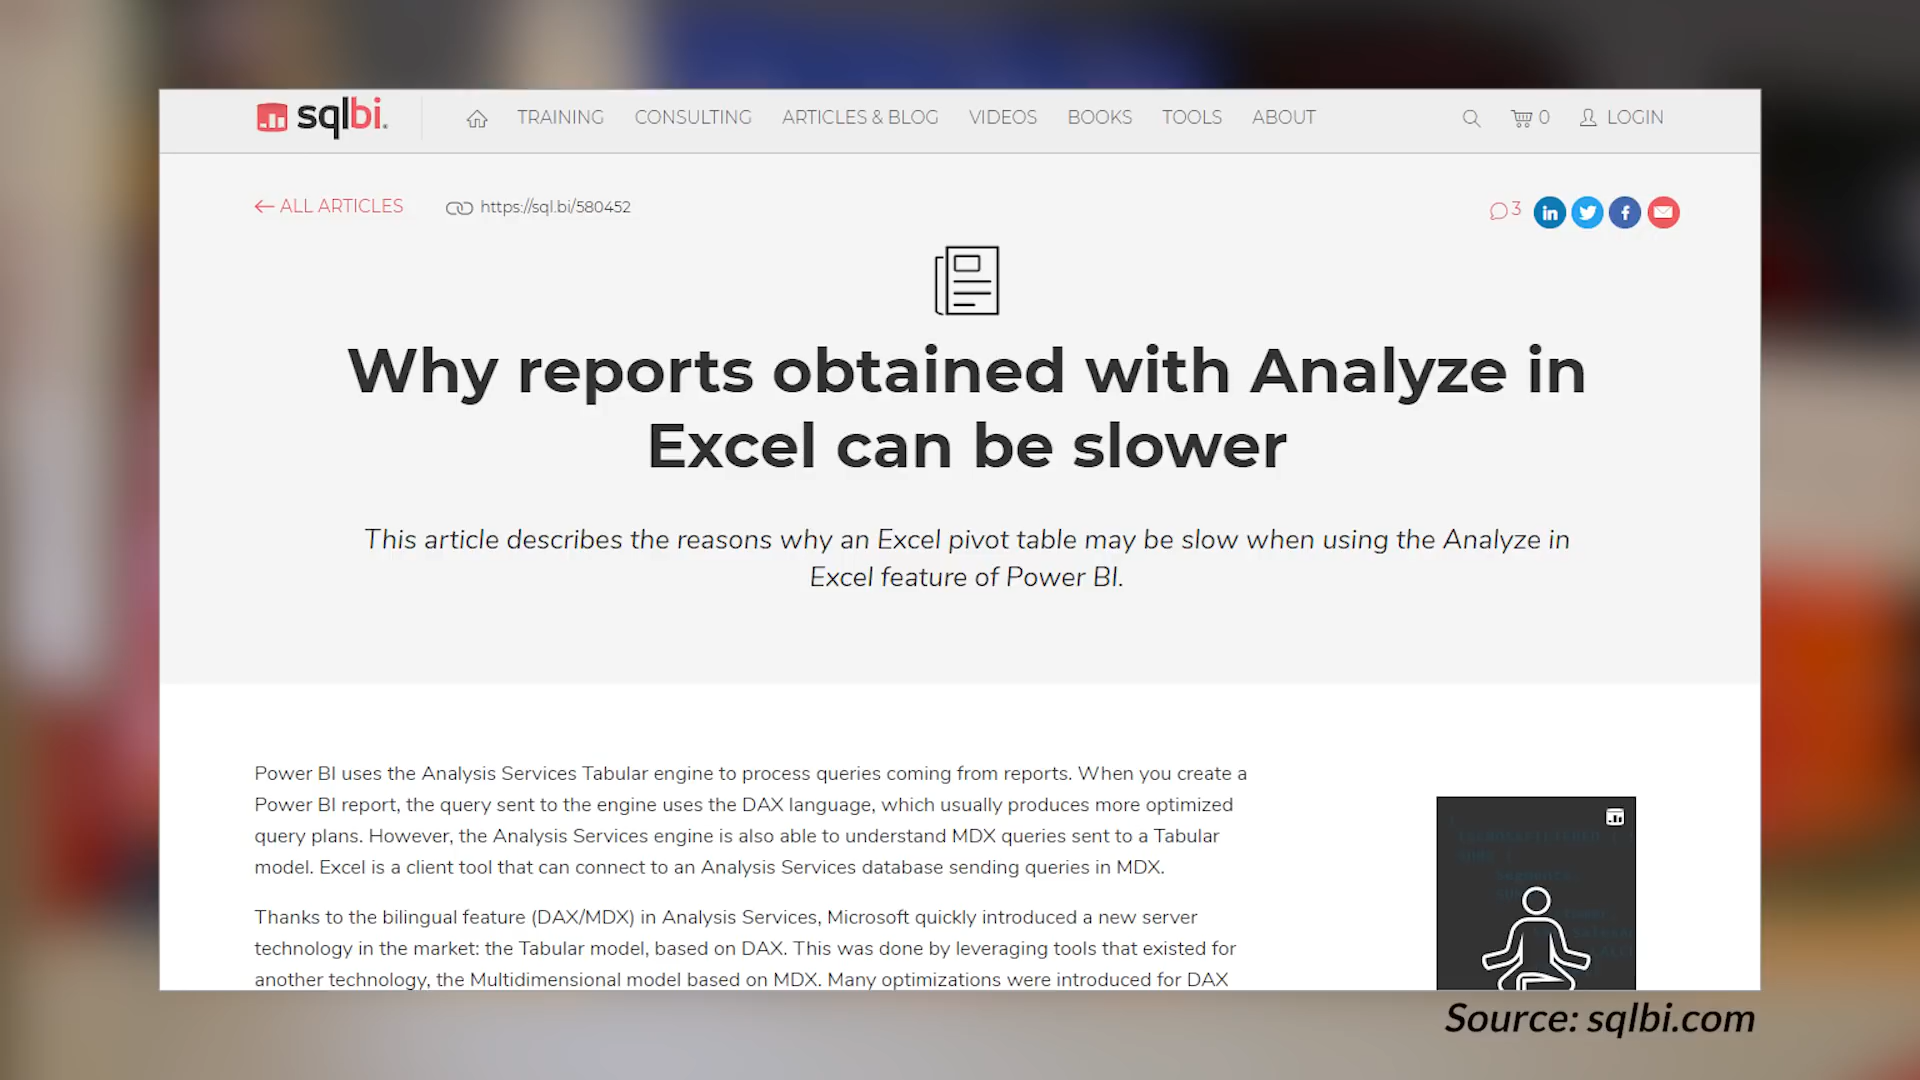 sqlbi.
TRAINING CONSULTING ARTICLES & BLOG VIDEOS BOOKS TOOLS ABOUT 0 LOGIN
ALL ARTICLES https://sql.bi/580452 3
Why reports obtained with Analyze in
Excel can be slower
This article describes the reasons why an Excel pivot table may be slow when using the Analyze in
Excel feature of Power BI.
Power BI uses the Analysis Services Tabular engine to process queries coming from reports. When you create a
Power BI report, the query sent to the engine uses the DAX language, which usually produces more optimized
query plans. However, the Analysis Services engine is also able to understand MDX queries sent to a Tabular
model. Excel is a client tool that can connect to an Analysis Services database sending queries in MDX.
Thanks to the bilingual feature (DAX/MDX) in Analysis Services, Microsoft quickly introduced a new server
technology in the market: the Tabular model, based on DAX. This was done by leveraging tools that existed for
another technology, the Multidimensional model based on MDX. Many optimizations were introduced for DAX
Source: sqlbi.com